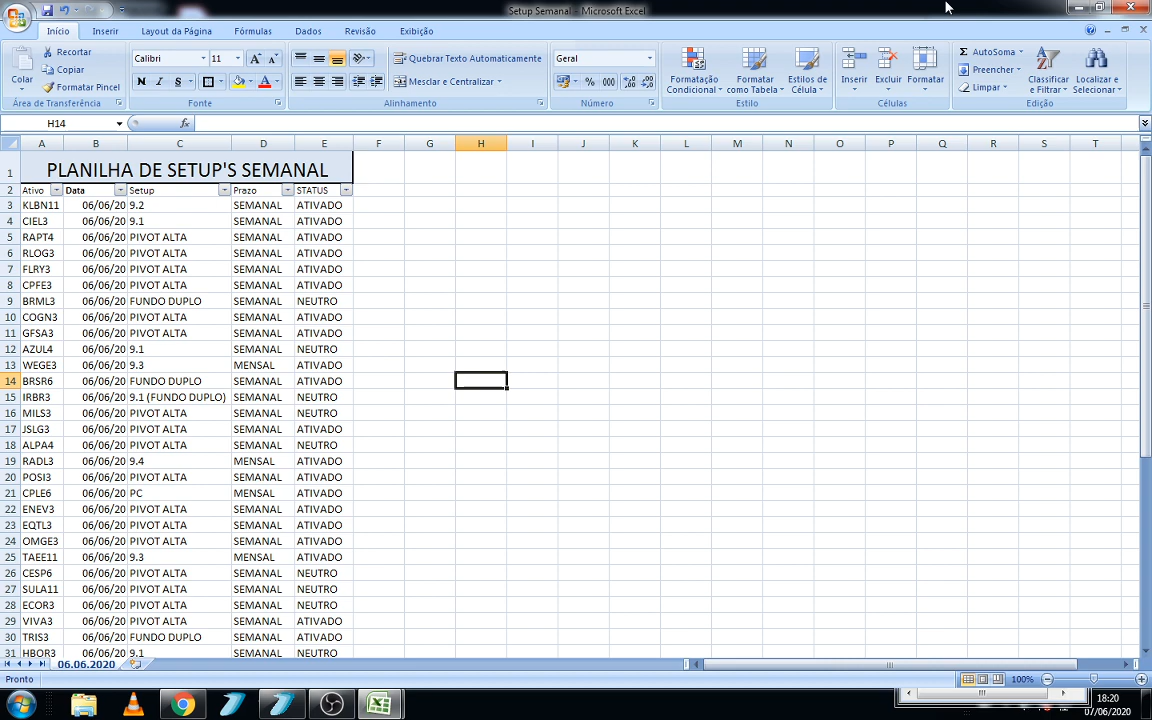 Setup Semanal - Microsoft Excel
Início Inserir Layout da Página Fórmulas Dados Revisão Exibição
Colar Recortar Copiar Formatar Pincel Área de Transferência
Calibri 11 N I S A Fonte
Quebrar Texto Automaticamente Mesclar e Centralizar Alinhamento
Geral % 000 Número
Formatação Condicional Formatar como Tabela Estilos de Célula Estilo
Inserir Excluir Formatar Células
AutoSoma Preencher Limpar Classificar e Filtrar Localizar e Selecionar Edição
H14 fx
A B C D E F G H I J K L M N O P Q R S T
1 PLANILHA DE SETUP'S SEMANAL
2 Ativo Data Setup Prazo STATUS
3 KLBN11 06/06/20 9.2 SEMANAL ATIVADO
4 CIEL3 06/06/20 9.1 SEMANAL ATIVADO
5 RAPT4 06/06/20 PIVOT ALTA SEMANAL ATIVADO
6 RLOG3 06/06/20 PIVOT ALTA SEMANAL ATIVADO
7 FLRY3 06/06/20 PIVOT ALTA SEMANAL ATIVADO
8 CPFE3 06/06/20 PIVOT ALTA SEMANAL ATIVADO
9 BRML3 06/06/20 FUNDO DUPLO SEMANAL NEUTRO
10 COGN3 06/06/20 PIVOT ALTA SEMANAL ATIVADO
11 GFSA3 06/06/20 PIVOT ALTA SEMANAL ATIVADO
12 AZUL4 06/06/20 9.1 SEMANAL NEUTRO
13 WEGE3 06/06/20 9.3 MENSAL ATIVADO
14 BRSR6 06/06/20 FUNDO DUPLO SEMANAL ATIVADO
15 IRBR3 06/06/20 9.1 (FUNDO DUPLO) SEMANAL NEUTRO
16 MILS3 06/06/20 PIVOT ALTA SEMANAL NEUTRO
17 JSLG3 06/06/20 PIVOT ALTA SEMANAL ATIVADO
18 ALPA4 06/06/20 PIVOT ALTA SEMANAL NEUTRO
19 RADL3 06/06/20 9.4 MENSAL ATIVADO
20 POSI3 06/06/20 PIVOT ALTA SEMANAL ATIVADO
21 CPLE6 06/06/20 PC MENSAL ATIVADO
22 ENEV3 06/06/20 PIVOT ALTA SEMANAL ATIVADO
23 EQTL3 06/06/20 PIVOT ALTA SEMANAL ATIVADO
24 OMGE3 06/06/20 PIVOT ALTA SEMANAL ATIVADO
25 TAEE11 06/06/20 9.3 MENSAL ATIVADO
26 CESP6 06/06/20 PIVOT ALTA SEMANAL NEUTRO
27 SULA11 06/06/20 PIVOT ALTA SEMANAL NEUTRO
28 ECOR3 06/06/20 PIVOT ALTA SEMANAL NEUTRO
29 VIVA3 06/06/20 PIVOT ALTA SEMANAL ATIVADO
30 TRIS3 06/06/20 FUNDO DUPLO SEMANAL ATIVADO
31 HBOR3 06/06/20 9.1 SEMANAL NEUTRO
06.06.2020
Pronto 100%
18:20
07/06/2020